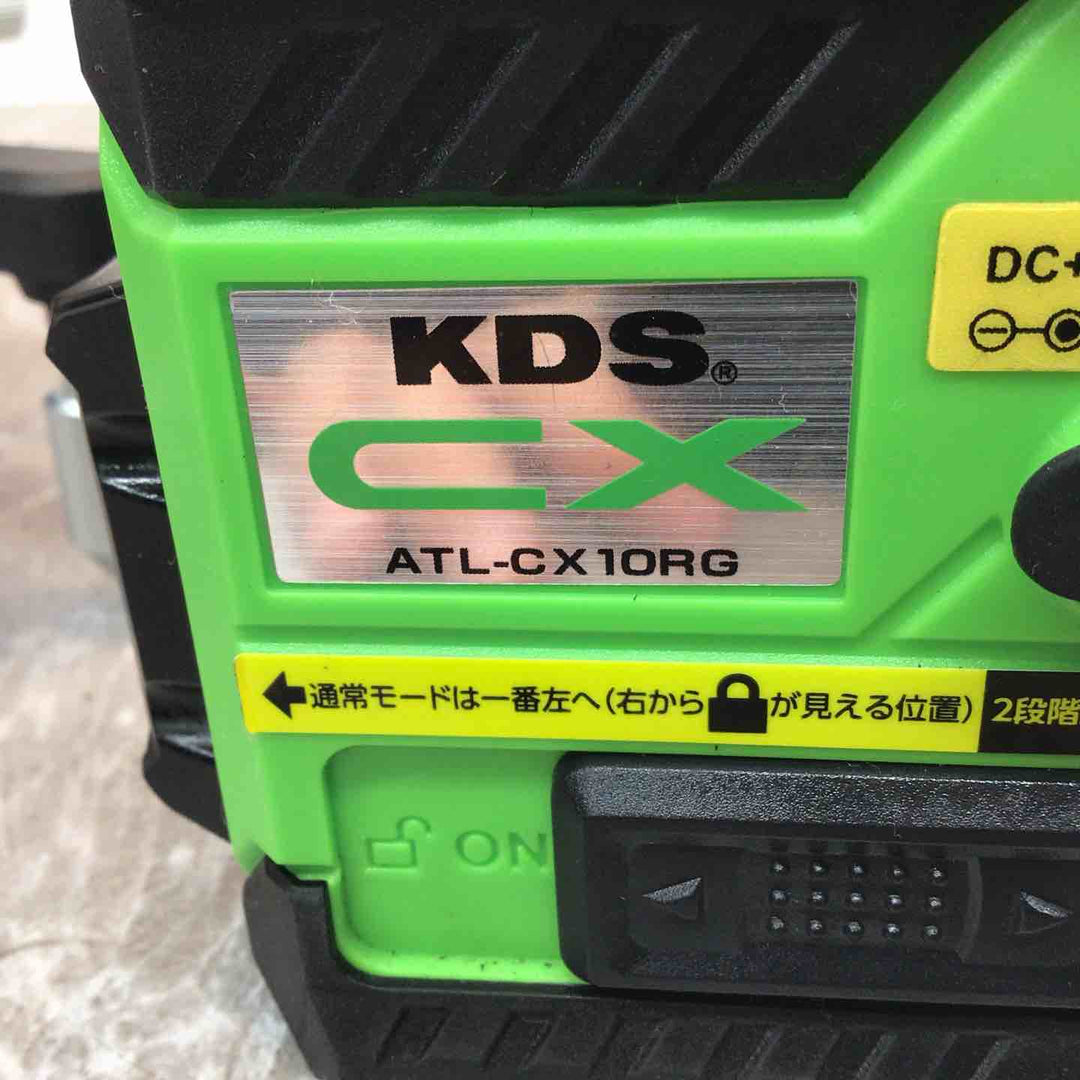 KDS®
CX
ATL-CX10RG
DC+
←通常モードは一番左へ(右から🔒が見える位置)
2段階
ON